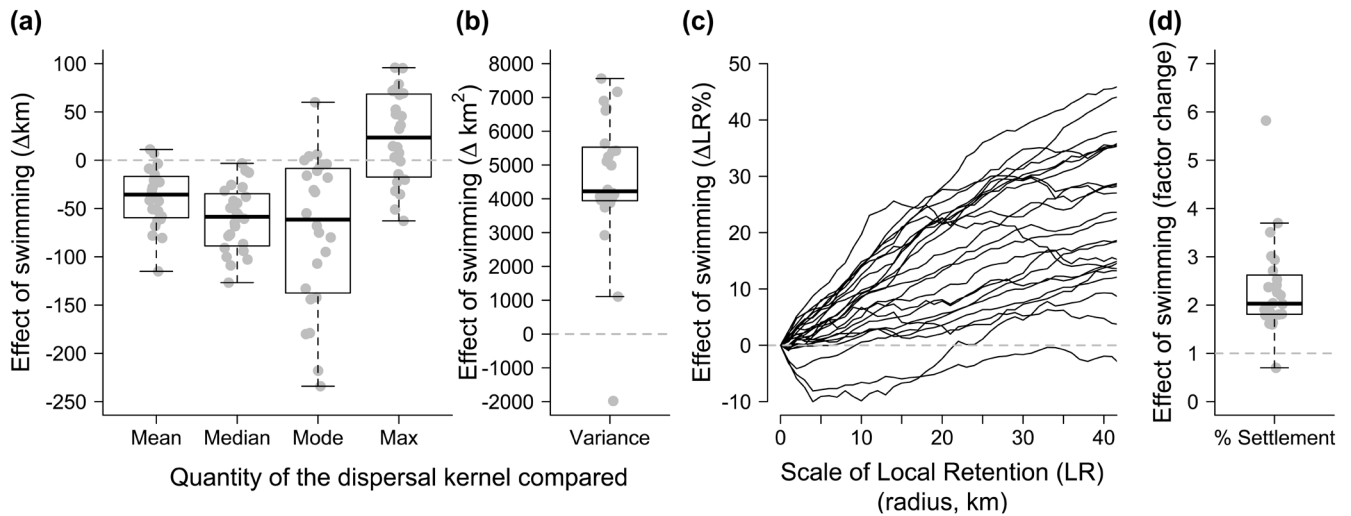 (a)
Effect of swimming (Δkm)
100
50
0
-50
-100
-150
-200
-250
Mean Median Mode Max
Quantity of the dispersal kernel compared
(b)
Effect of swimming (Δ km²)
8000
7000
6000
5000
4000
3000
2000
1000
0
-1000
-2000
Variance
(c)
Effect of swimming (ΔLR%)
50
40
30
20
10
0
-10
0 10 20 30 40
Scale of Local Retention (LR)
(radius, km)
(d)
Effect of swimming (factor change)
7
6
5
4
3
2
1
0
% Settlement